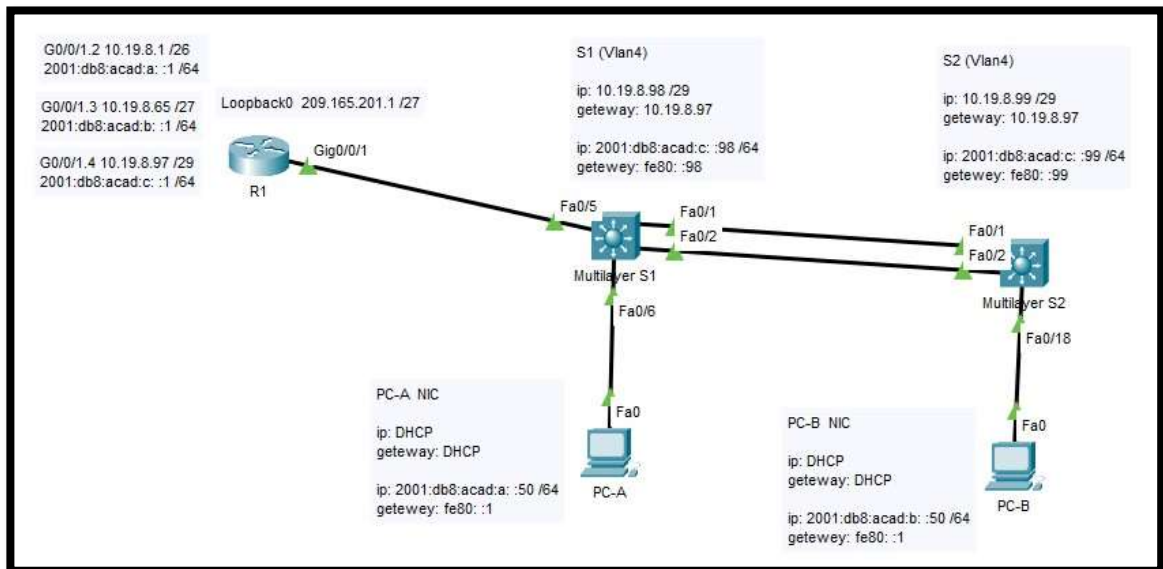 G0/0/1.2 10.19.8.1 /26
2001:db8:acad:a: :1 /64
G0/0/1.3 10.19.8.65 /27
2001:db8:acad:b: :1 /64
G0/0/1.4 10.19.8.97 /29
2001:db8:acad:c: :1 /64
Loopback0 209.165.201.1 /27
Gig0/0/1
R1
S1 (Vlan4)
ip: 10.19.8.98 /29
geteway: 10.19.8.97
ip: 2001:db8:acad:c: :98 /64
getewey: fe80: :98
S2 (Vlan4)
ip: 10.19.8.99 /29
geteway: 10.19.8.97
ip: 2001:db8:acad:c: :99 /64
getewey: fe80: :99
Fa0/5
Fa0/1
Fa0/2
Multilayer S1
Fa0/6
Fa0/1
Fa0/2
Multilayer S2
Fa0/18
PC-A NIC
ip: DHCP
geteway: DHCP
ip: 2001:db8:acad:a: :50 /64
getewey: fe80: :1
Fa0
PC-A
PC-B NIC
ip: DHCP
geteway: DHCP
ip: 2001:db8:acad:b: :50 /64
getewey: fe80: :1
Fa0
PC-B